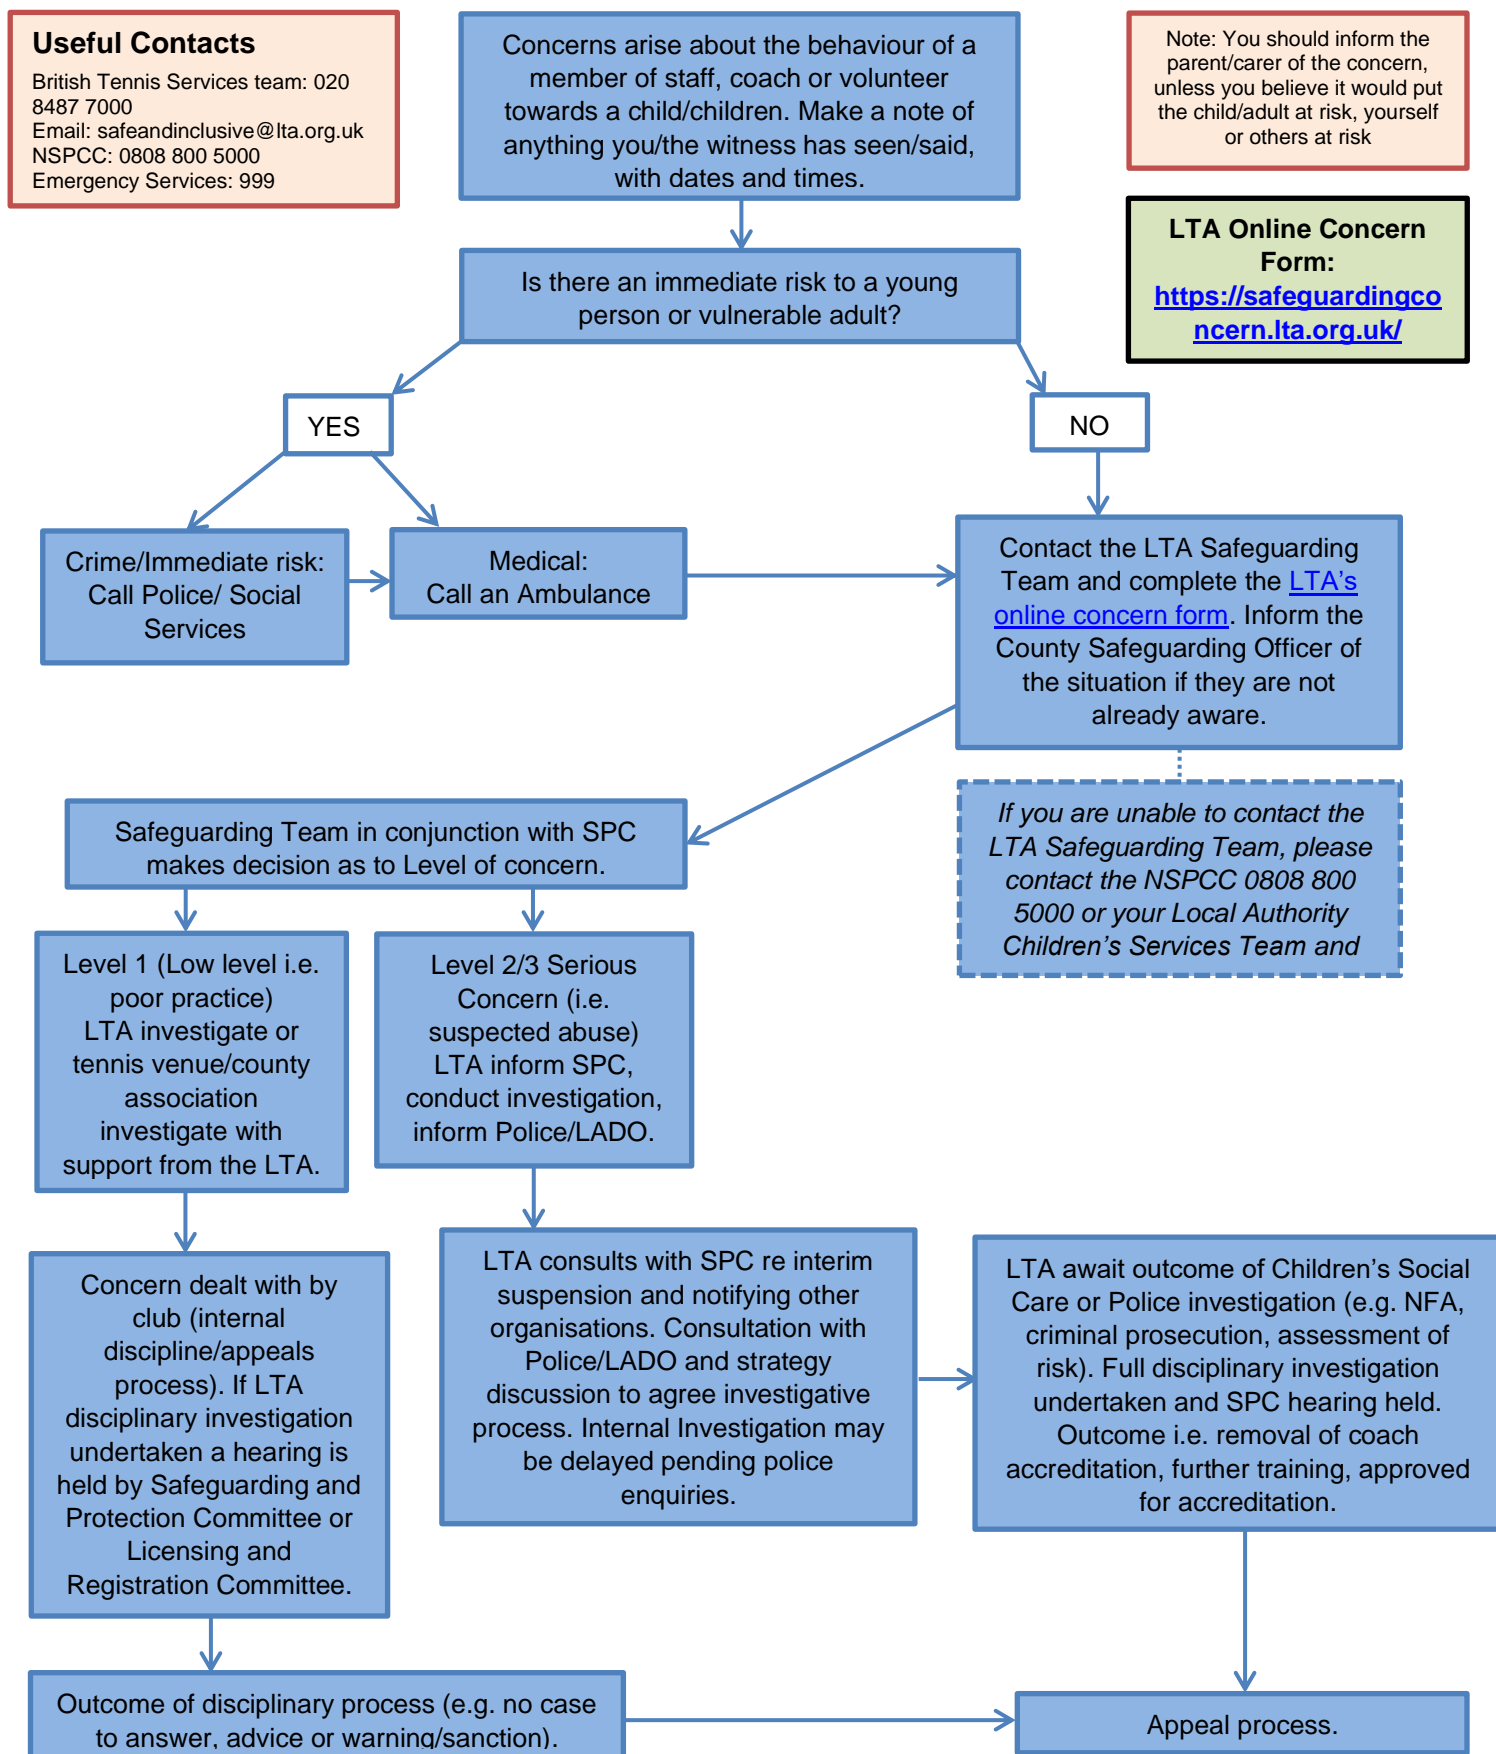 Useful Contacts
British Tennis Services team: 020
8487 7000
Email: safeandinclusive@lta.org.uk
NSPCC: 0808 800 5000
Emergency Services: 999
Concerns arise about the behaviour of a
member of staff, coach or volunteer
towards a child/children. Make a note of
anything you/the witness has seen/said,
with dates and times.
Note: You should inform the
parent/carer of the concern,
unless you believe it would put
the child/adult at risk, yourself
or others at risk
LTA Online Concern
Form:
https://safeguardingco
ncern.lta.org.uk/
Is there an immediate risk to a young
person or vulnerable adult?
YES
NO
Crime/Immediate risk:
Call Police/ Social
Services
Medical:
Call an Ambulance
Contact the LTA Safeguarding
Team and complete the LTA’s
online concern form. Inform the
County Safeguarding Officer of
the situation if they are not
already aware.
If you are unable to contact the
LTA Safeguarding Team, please
contact the NSPCC 0808 800
5000 or your Local Authority
Children’s Services Team and
Safeguarding Team in conjunction with SPC
makes decision as to Level of concern.
Level 1 (Low level i.e.
poor practice)
LTA investigate or
tennis venue/county
association
investigate with
support from the LTA.
Level 2/3 Serious
Concern (i.e.
suspected abuse)
LTA inform SPC,
conduct investigation,
inform Police/LADO.
Concern dealt with by
club (internal
discipline/appeals
process). If LTA
disciplinary investigation
undertaken a hearing is
held by Safeguarding and
Protection Committee or
Licensing and
Registration Committee.
LTA consults with SPC re interim
suspension and notifying other
organisations. Consultation with
Police/LADO and strategy
discussion to agree investigative
process. Internal Investigation may
be delayed pending police
enquiries.
LTA await outcome of Children’s Social
Care or Police investigation (e.g. NFA,
criminal prosecution, assessment of
risk). Full disciplinary investigation
undertaken and SPC hearing held.
Outcome i.e. removal of coach
accreditation, further training, approved
for accreditation.
Outcome of disciplinary process (e.g. no case
to answer, advice or warning/sanction).
Appeal process.